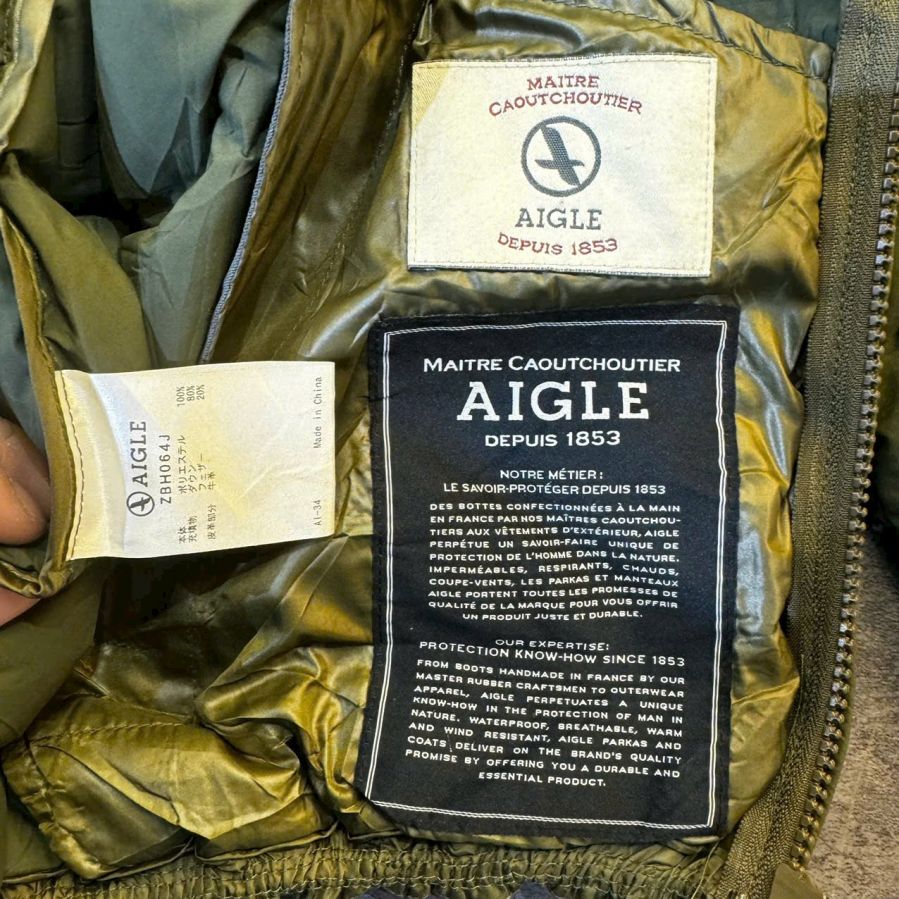 MAITRE
CAOUTCHOUTIER
AIGLE
DEPUIS 1853
MAITRE CAOUTCHOUTIER
AIGLE
DEPUIS 1853
NOTRE MÉTIER:
LE SAVOIR-PROTÉGER DEPUIS 1853
DES BOTTES CONFECTIONNÉES À LA MAIN
EN FRANCE PAR NOS MAÎTRES CAOUTCHOU-
TIERS AUX VÊTEMENTS D'EXTÉRIEUR, AIGLE
PERPÉTUE UN SAVOIR-FAIRE UNIQUE DE
PROTECTION DE L'HOMME DANS LA NATURE.
IMPERMÉABLES, RESPIRANTS, CHAUDS,
COUPE-VENTS, LES PARKAS ET MANTEAUX
AIGLE PORTENT TOUTES LES PROMESSES DE
QUALITÉ DE LA MARQUE POUR VOUS OFFRIR
UN PRODUIT JUSTE ET DURABLE.
OUR EXPERTISE:
PROTECTION KNOW-HOW SINCE 1853
FROM BOOTS HANDMADE IN FRANCE BY OUR
MASTER RUBBER CRAFTSMEN TO OUTERWEAR
APPAREL, AIGLE PERPETUATES A UNIQUE
KNOW-HOW IN THE PROTECTION OF MAN IN
NATURE. WATERPROOF, BREATHABLE, WARM
AND WIND RESISTANT, AIGLE PARKAS AND
COATS DELIVER ON THE BRAND'S QUALITY
PROMISE BY OFFERING YOU A DURABLE AND
ESSENTIAL PRODUCT.
AIGLE
ZBH064J
本体 ポリエステル 100%
充填物 ダウン 80%
フェザー 20%
皮革部分 牛革
AI-34 Made in China